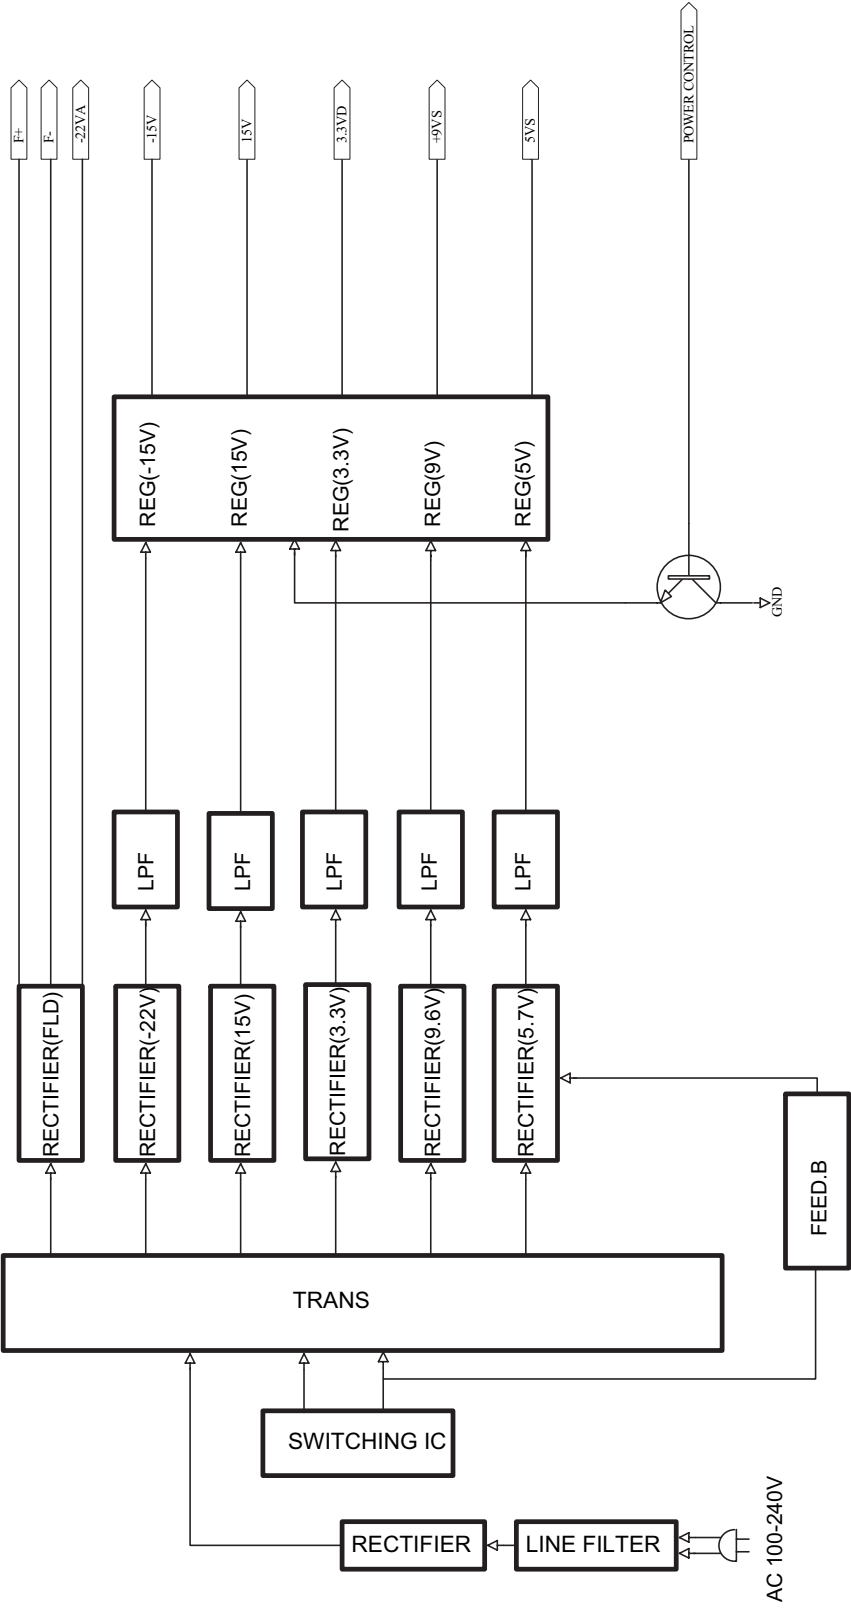 POWER CONTROL
F+
F-
-22VA
-15V
15V
3.3VD
+9VS
5VS
REG(-15V)
REG(15V)
REG(3.3V)
REG(9V)
REG(5V)
GND
LPF
LPF
LPF
LPF
LPF
RECTIFIER(FLD)
RECTIFIER(-22V)
RECTIFIER(15V)
RECTIFIER(3.3V)
RECTIFIER(9.6V)
RECTIFIER(5.7V)
FEED.B
TRANS
SWITCHING IC
RECTIFIER
LINE FILTER
AC 100-240V